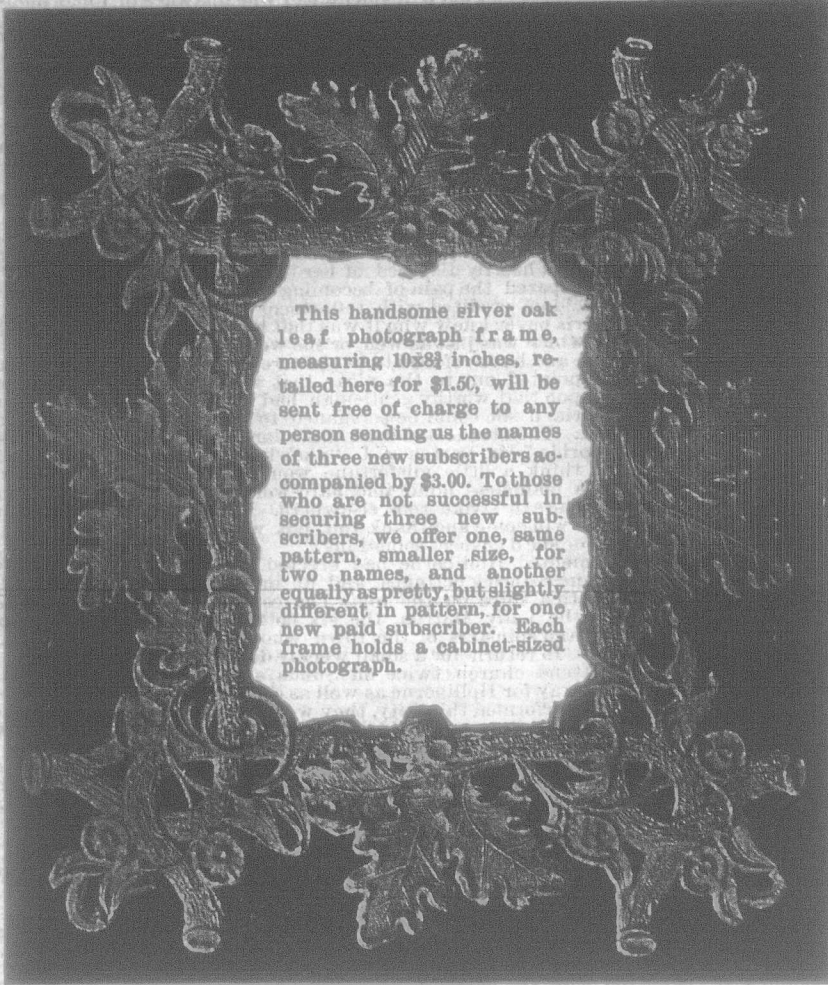 This handsome silver oak
leaf photograph frame,
measuring 10x8¾ inches, re-
tailed here for $1.50, will be
sent free of charge to any
person sending us the names
of three new subscribers ac-
companied by $3.00. To those
who are not successful in
securing three new sub-
scribers, we offer one, same
pattern, smaller size, for
two names, and another
equally as pretty, but slightly
different in pattern, for one
new paid subscriber. Each
frame holds a cabinet-sized
photograph.